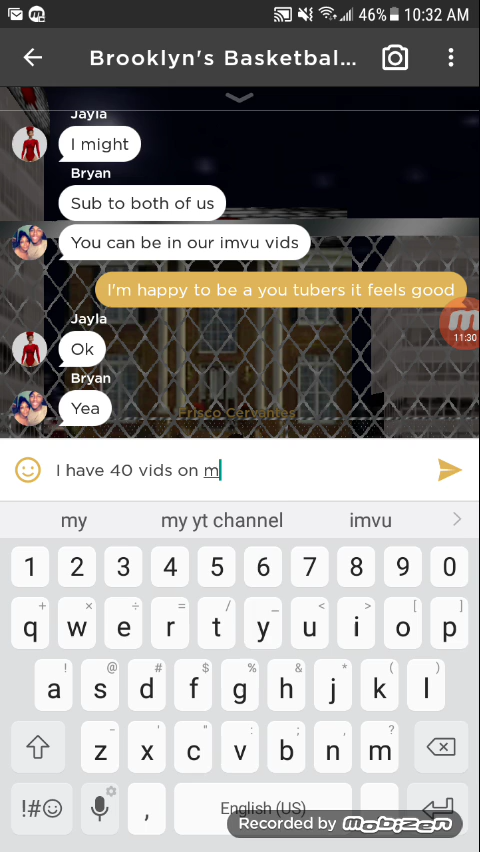 46% 10:32 AM
Brooklyn's Basketbal...
Jayla
I might
Bryan
Sub to both of us
You can be in our imvu vids
I'm happy to be a you tubers it feels good
11:30
Jayla
Ok
Bryan
Yea
Frisco Cervantes
I have 40 vids on m
my my yt channel imvu
1 2 3 4 5 6 7 8 9 0
+ × ÷ = / _ < > [ ]
q w e r t y u i o p
! @ # $ % ^ & * ( )
a s d f g h j k l
- ' " : ; , ?
z x c v b n m
!#☺ , English (US)
Recorded by mobizen